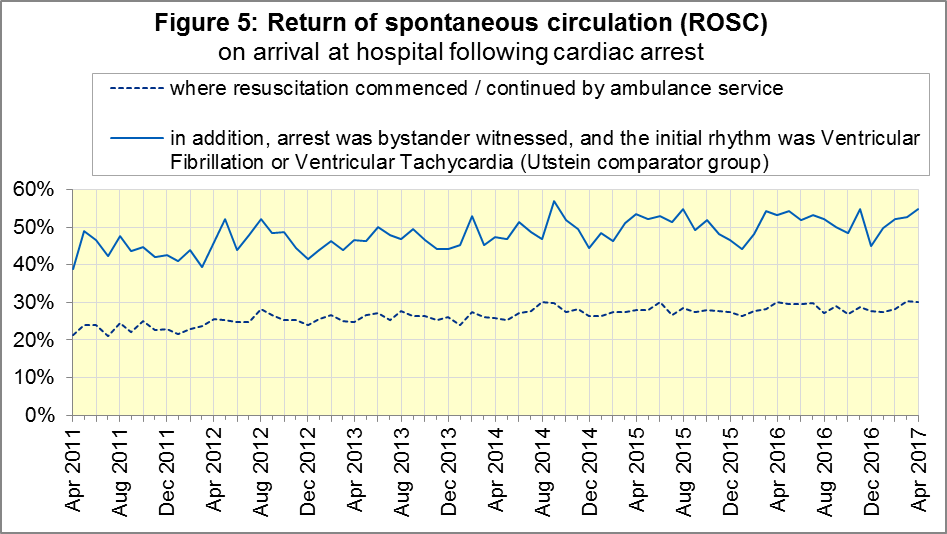 Figure 5: Return of spontaneous circulation (ROSC)
on arrival at hospital following cardiac arrest
where resuscitation commenced / continued by ambulance service
in addition, arrest was bystander witnessed, and the initial rhythm was Ventricular
Fibrillation or Ventricular Tachycardia (Utstein comparator group)
60%
50%
40%
30%
20%
10%
0%
Apr 2011
Aug 2011
Dec 2011
Apr 2012
Aug 2012
Dec 2012
Apr 2013
Aug 2013
Dec 2013
Apr 2014
Aug 2014
Dec 2014
Apr 2015
Aug 2015
Dec 2015
Apr 2016
Aug 2016
Dec 2016
Apr 2017